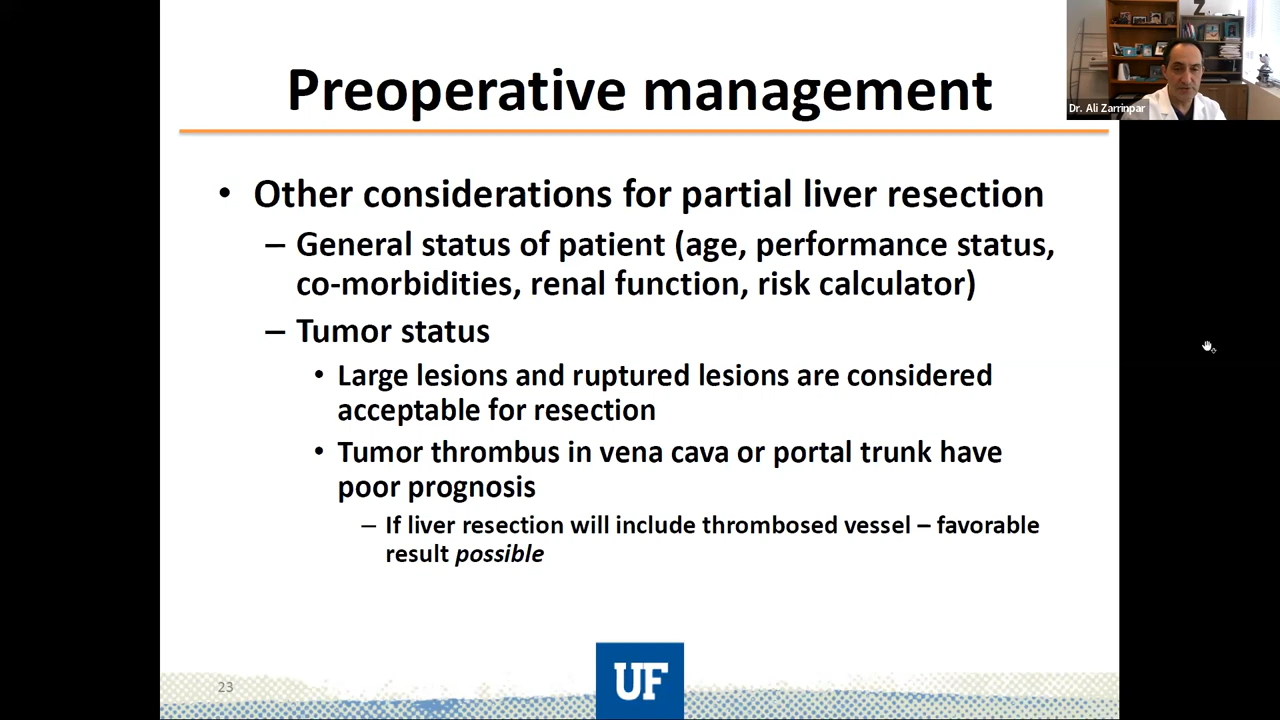 Preoperative management
Dr. Ali Zarrinpar
• Other considerations for partial liver resection
– General status of patient (age, performance status,
co-morbidities, renal function, risk calculator)
– Tumor status
• Large lesions and ruptured lesions are considered
acceptable for resection
• Tumor thrombus in vena cava or portal trunk have
poor prognosis
– If liver resection will include thrombosed vessel – favorable
result possible
23
UF